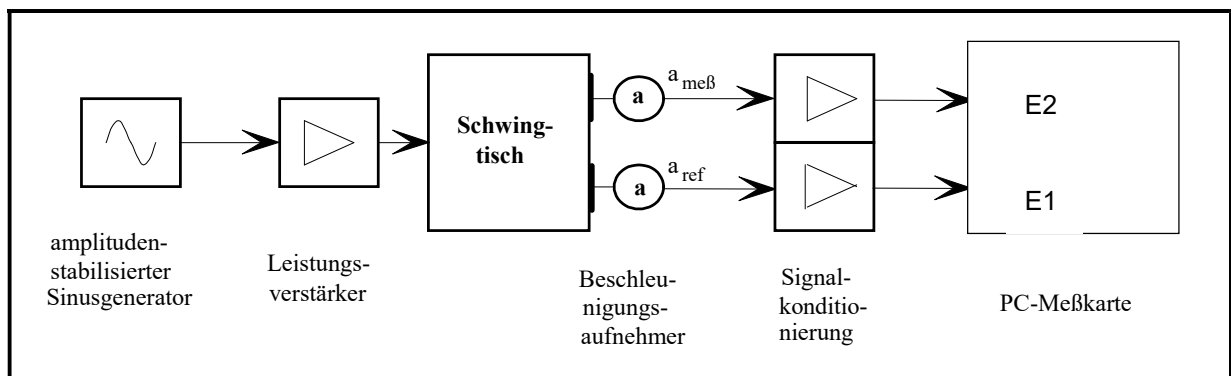 a
a meß
E2
Schwing-
tisch
a
a ref
E1
amplituden-
stabilisierter
Sinusgenerator
Leistungs-
verstärker
Beschleu-
nigungs-
aufnehmer
Signal-
konditio-
nierung
PC-Meßkarte